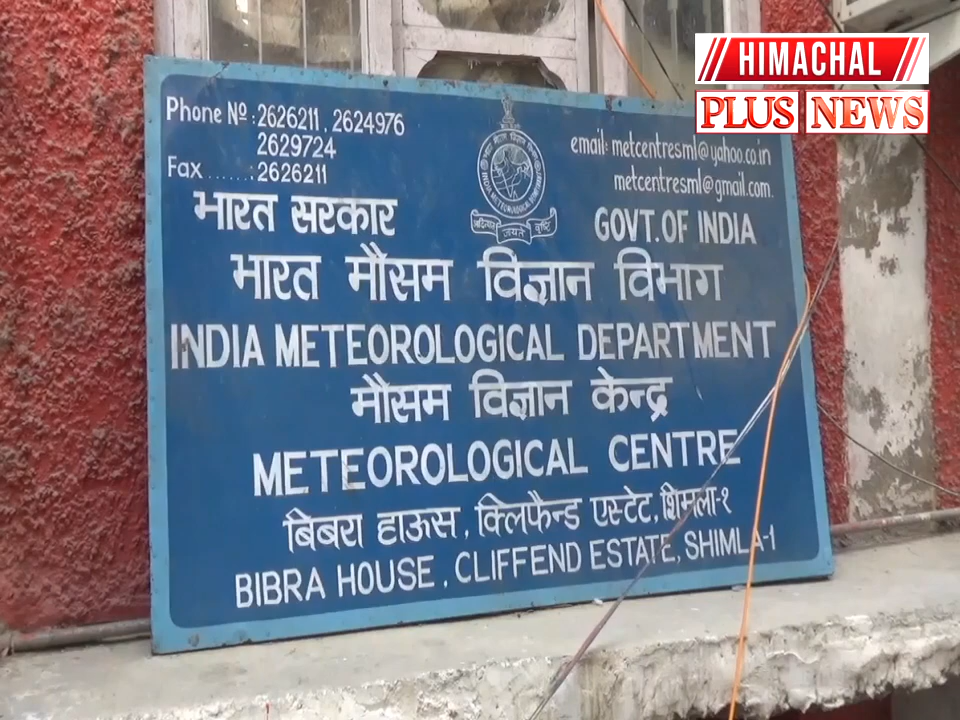 HIMACHAL
PLUS NEWS
Phone Nº : 2626211, 2624976
2629724
Fax ......: 2626211
email: metcentresml@yahoo.co.in
metcentresml@gmail.com.
भारत सरकार
GOVT. OF INDIA
भारत मौसम विज्ञान विभाग
INDIA METEOROLOGICAL DEPARTMENT
मौसम विज्ञान केन्द्र
METEOROLOGICAL CENTRE
बिबरा हाऊस, क्लिफैन्ड एस्टेट, शिमला-१
BIBRA HOUSE, CLIFFEND ESTATE, SHIMLA-1